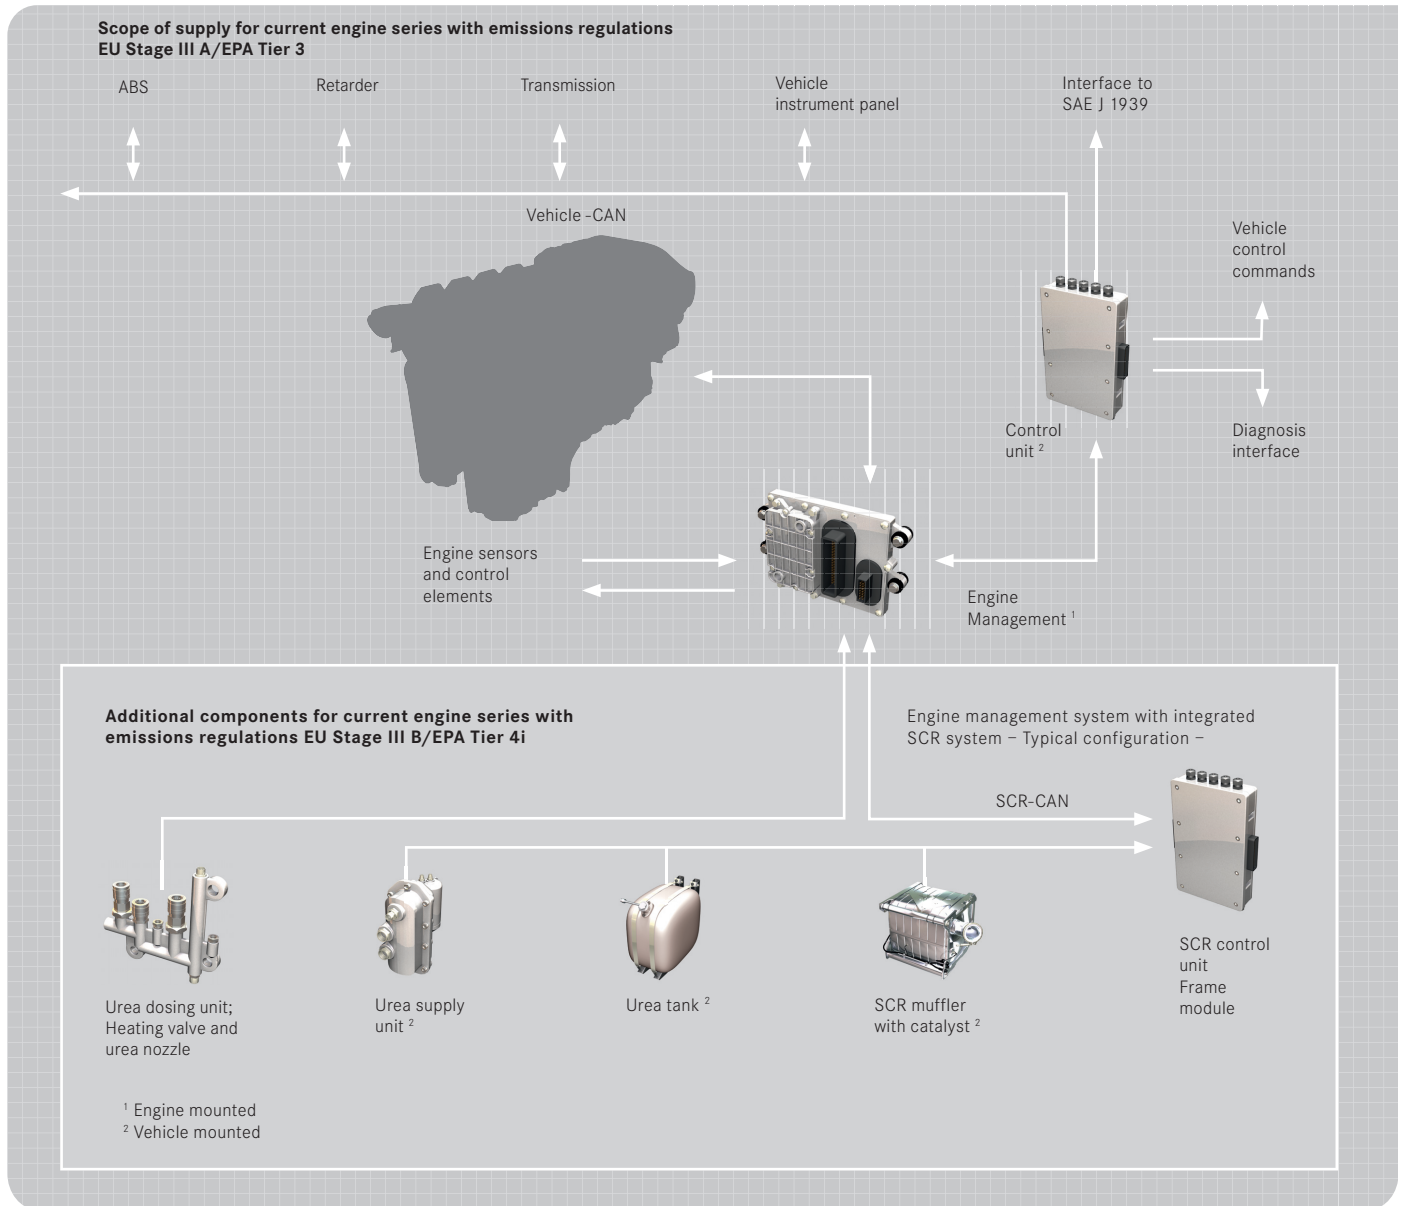 Scope of supply for current engine series with emissions regulations
EU Stage III A/EPA Tier 3
ABS
Retarder
Transmission
Vehicle
instrument panel
Interface to
SAE J 1939
Vehicle -CAN
Vehicle
control
commands
Control
unit ²
Diagnosis
interface
Engine sensors
and control
elements
Engine
Management ¹
Additional components for current engine series with
emissions regulations EU Stage III B/EPA Tier 4i
Engine management system with integrated
SCR system – Typical configuration –
SCR-CAN
Urea dosing unit;
Heating valve and
urea nozzle
Urea supply
unit ²
Urea tank ²
SCR muffler
with catalyst ²
SCR control
unit
Frame
module
¹ Engine mounted
² Vehicle mounted